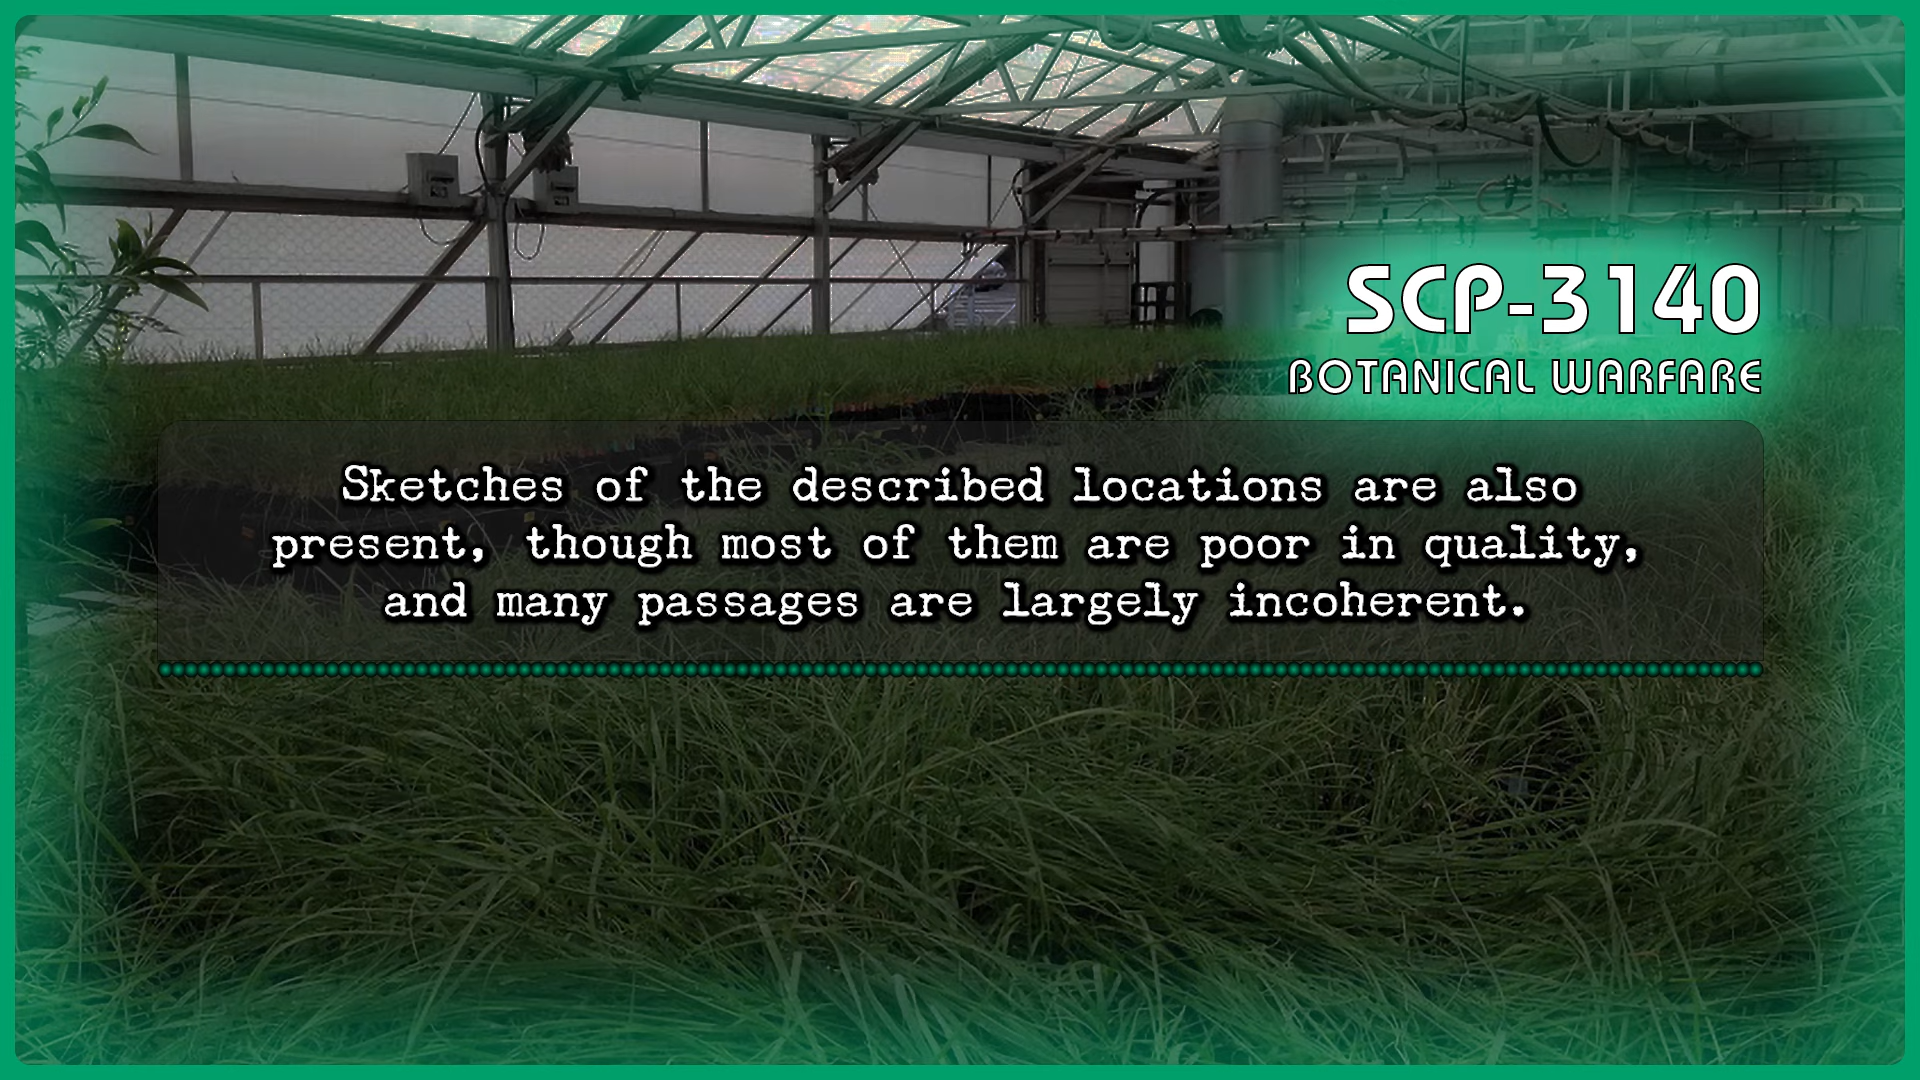 SCP-3140
BOTANICAL WARFARE
Sketches of the described locations are also
present, though most of them are poor in quality,
and many passages are largely incoherent.